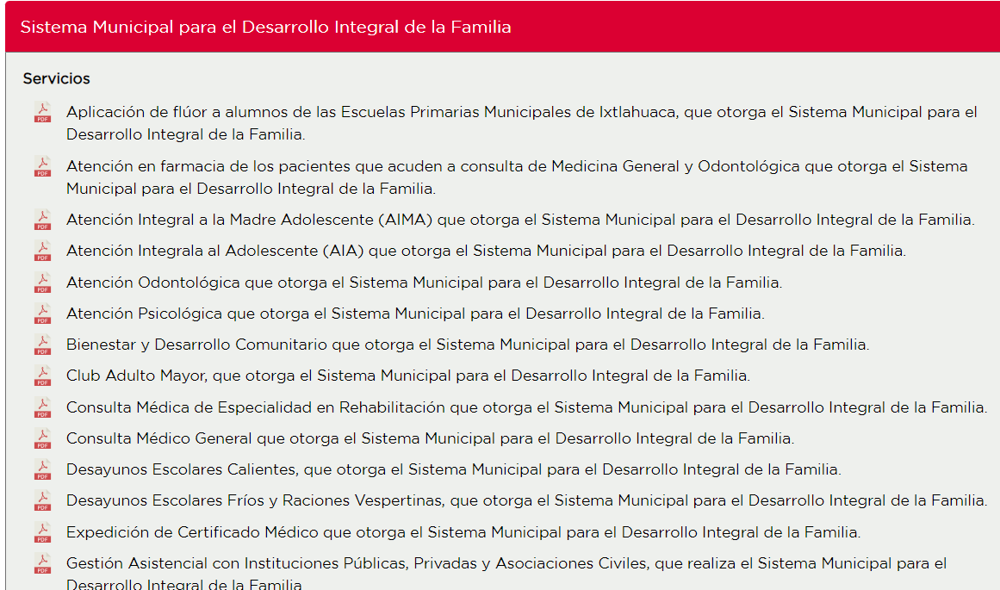 Sistema Municipal para el Desarrollo Integral de la Familia
Servicios
PDF
Aplicación de flúor a alumnos de las Escuelas Primarias Municipales de Ixtlahuaca, que otorga el Sistema Municipal para el
Desarrollo Integral de la Familia.
PDF
Atención en farmacia de los pacientes que acuden a consulta de Medicina General y Odontológica que otorga el Sistema
Municipal para el Desarrollo Integral de la Familia.
PDF
Atención Integral a la Madre Adolescente (AIMA) que otorga el Sistema Municipal para el Desarrollo Integral de la Familia.
PDF
Atención Integrala al Adolescente (AIA) que otorga el Sistema Municipal para el Desarrollo Integral de la Familia.
PDF
Atención Odontológica que otorga el Sistema Municipal para el Desarrollo Integral de la Familia.
PDF
Atención Psicológica que otorga el Sistema Municipal para el Desarrollo Integral de la Familia.
PDF
Bienestar y Desarrollo Comunitario que otorga el Sistema Municipal para el Desarrollo Integral de la Familia.
PDF
Club Adulto Mayor, que otorga el Sistema Municipal para el Desarrollo Integral de la Familia.
PDF
Consulta Médica de Especialidad en Rehabilitación que otorga el Sistema Municipal para el Desarrollo Integral de la Familia.
PDF
Consulta Médico General que otorga el Sistema Municipal para el Desarrollo Integral de la Familia.
PDF
Desayunos Escolares Calientes, que otorga el Sistema Municipal para el Desarrollo Integral de la Familia.
PDF
Desayunos Escolares Fríos y Raciones Vespertinas, que otorga el Sistema Municipal para el Desarrollo Integral de la Familia.
PDF
Expedición de Certificado Médico que otorga el Sistema Municipal para el Desarrollo Integral de la Familia.
PDF
Gestión Asistencial con Instituciones Públicas, Privadas y Asociaciones Civiles, que realiza el Sistema Municipal para el
Desarrollo Integral de la Familia